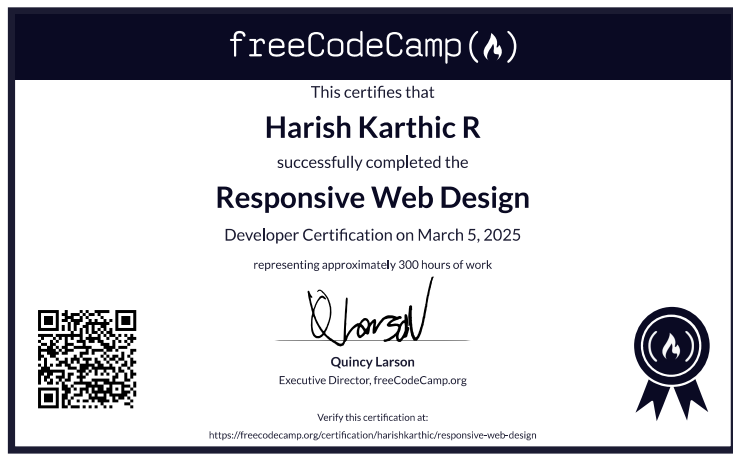 freeCodeCamp
This certifies that
Harish Karthic R
successfully completed the
Responsive Web Design
Developer Certification on March 5, 2025
representing approximately 300 hours of work
Q Larson
Quincy Larson
Executive Director, freeCodeCamp.org
Verify this certification at:
https://freecodecamp.org/certification/harishkarthic/responsive-web-design